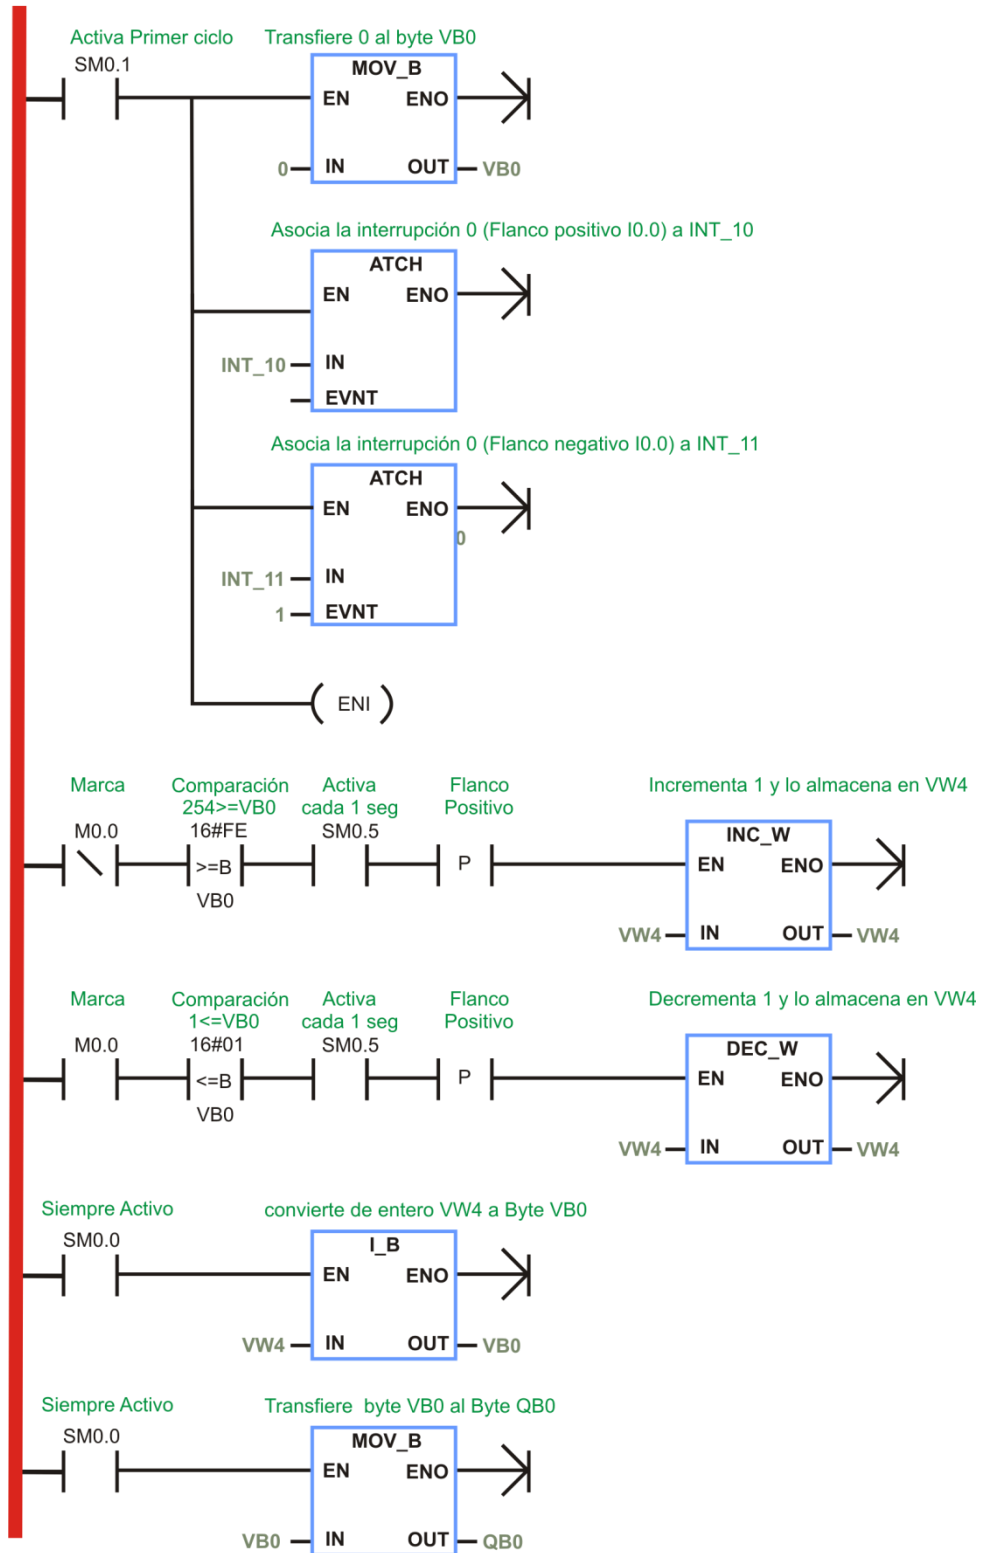 Activa Primer ciclo Transfiere 0 al byte VB0
SM0.1 MOV_B
EN ENO
0 IN OUT VB0
Asocia la interrupción 0 (Flanco positivo I0.0) a INT_10
ATCH
EN ENO
INT_10 IN
EVNT
Asocia la interrupción 0 (Flanco negativo I0.0) a INT_11
ATCH
EN ENO
0
INT_11 IN
1 EVNT
ENI
Marca Comparación Activa Flanco Incrementa 1 y lo almacena en VW4
254>=VB0 cada 1 seg Positivo
M0.0 16#FE SM0.5 INC_W
>=B P EN ENO
VB0
VW4 IN OUT VW4
Marca Comparación Activa Flanco Decrementa 1 y lo almacena en VW4
1<=VB0 cada 1 seg Positivo
M0.0 16#01 SM0.5 DEC_W
<=B P EN ENO
VB0
VW4 IN OUT VW4
Siempre Activo convierte de entero VW4 a Byte VB0
SM0.0 I_B
EN ENO
VW4 IN OUT VB0
Siempre Activo Transfiere byte VB0 al Byte QB0
SM0.0 MOV_B
EN ENO
VB0 IN OUT QB0